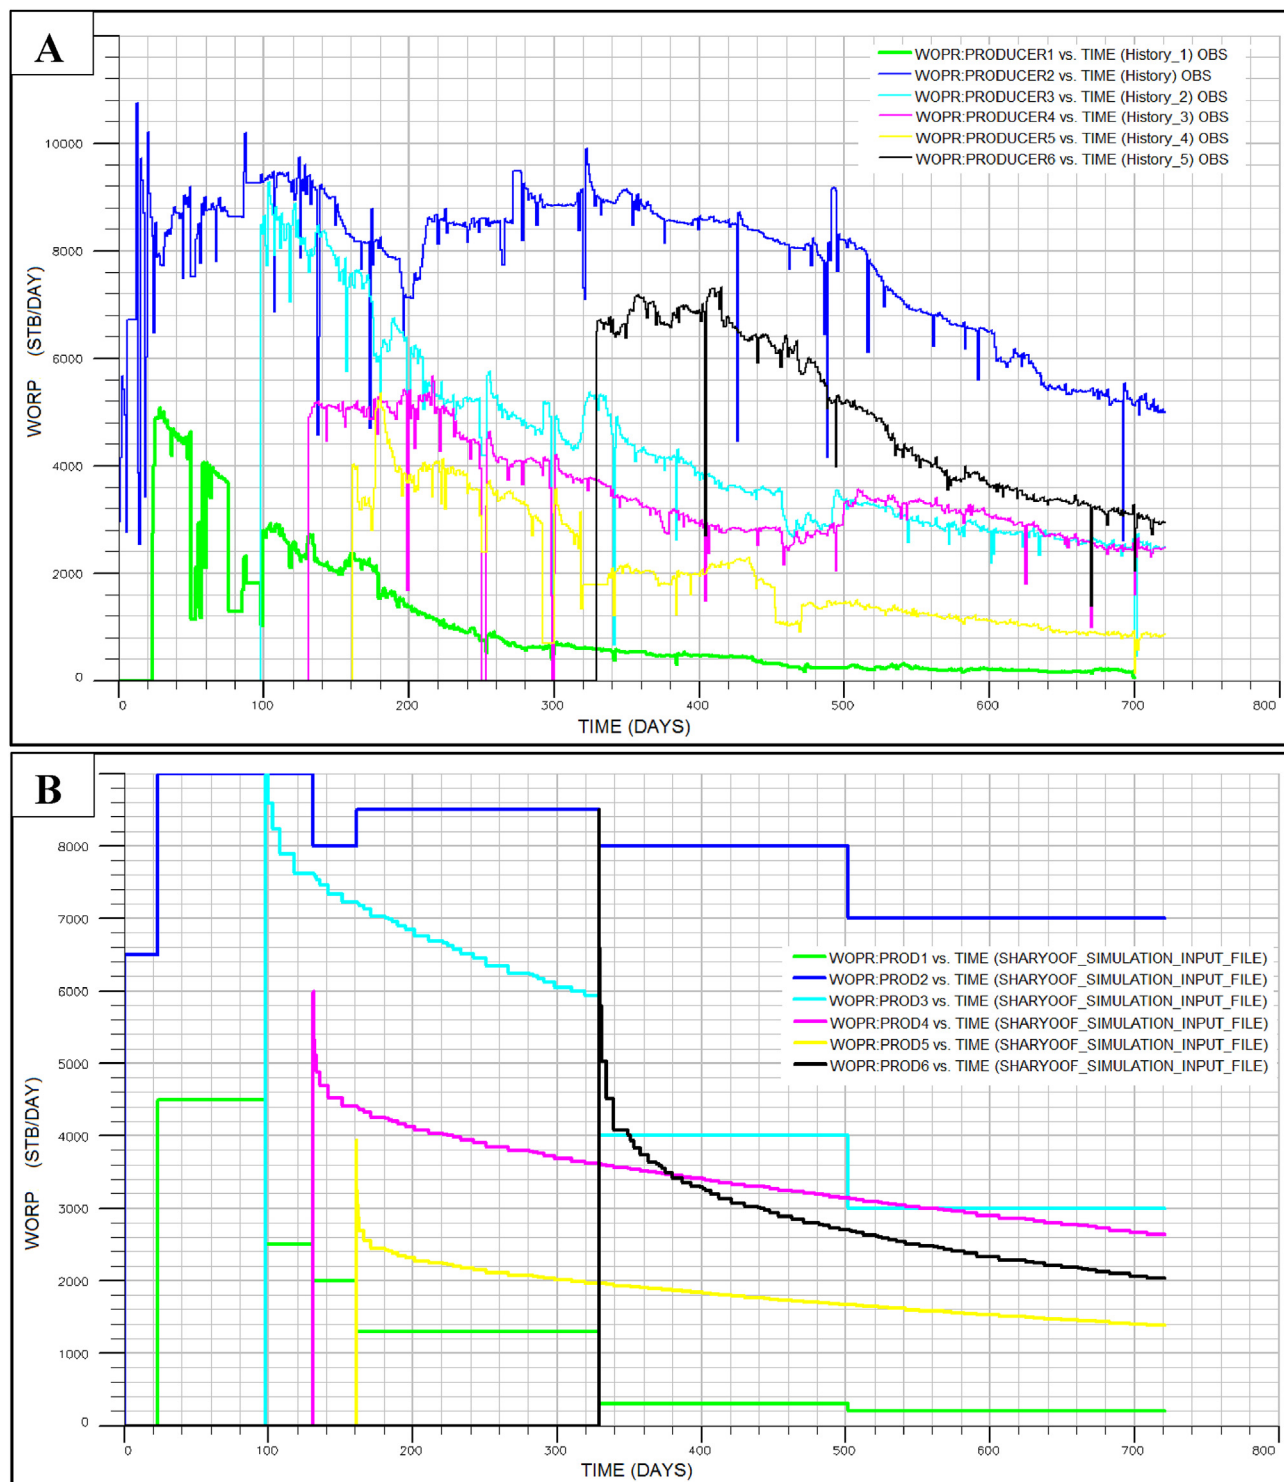 A
WOPR:PRODUCER1 vs. TIME (History_1) OBS
WOPR:PRODUCER2 vs. TIME (History) OBS
WOPR:PRODUCER3 vs. TIME (History_2) OBS
WOPR:PRODUCER4 vs. TIME (History_3) OBS
WOPR:PRODUCER5 vs. TIME (History_4) OBS
WOPR:PRODUCER6 vs. TIME (History_5) OBS
10000
8000
6000
4000
2000
0
WORP (STB/DAY)
0 100 200 300 400 500 600 700 800
TIME (DAYS)
B
8000
7000
6000
5000
4000
3000
2000
1000
0
WORP (STB/DAY)
WOPR:PROD1 vs. TIME (SHARYOOF_SIMULATION_INPUT_FILE)
WOPR:PROD2 vs. TIME (SHARYOOF_SIMULATION_INPUT_FILE)
WOPR:PROD3 vs. TIME (SHARYOOF_SIMULATION_INPUT_FILE)
WOPR:PROD4 vs. TIME (SHARYOOF_SIMULATION_INPUT_FILE)
WOPR:PROD5 vs. TIME (SHARYOOF_SIMULATION_INPUT_FILE)
WOPR:PROD6 vs. TIME (SHARYOOF_SIMULATION_INPUT_FILE)
0 100 200 300 400 500 600 700 800
TIME (DAYS)